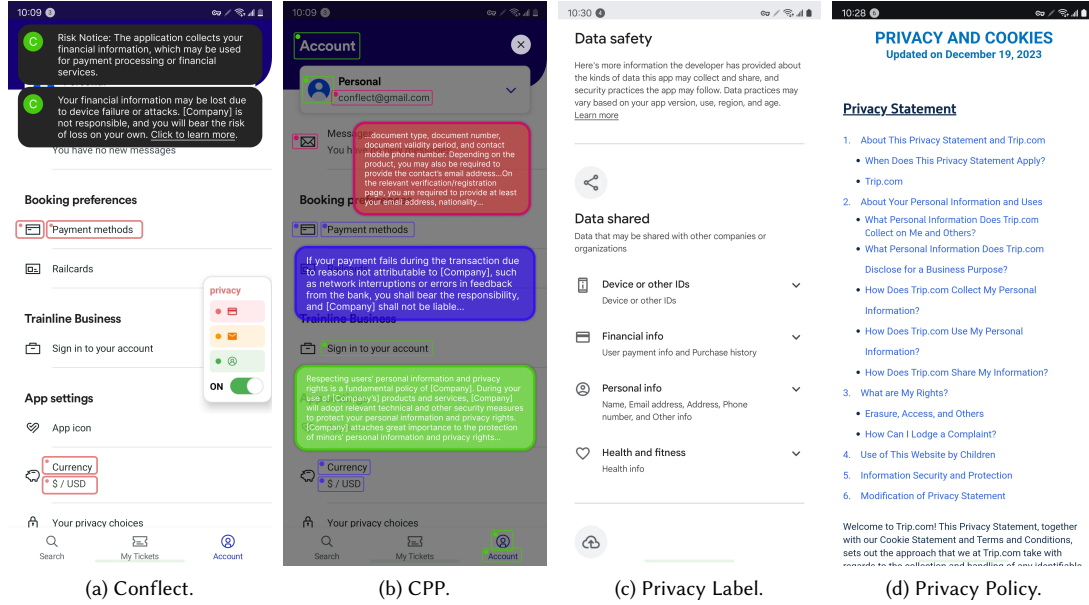 10:09 3
C Risk Notice: The application collects your
financial information, which may be used
for payment processing or financial
services.
C Your financial information may be lost due
to device failure or attacks. [Company] is
not responsible, and you will bear the risk
of loss on your own. Click to learn more.
You have no new messages
Booking preferences
Payment methods
Railcards
privacy
ON
Trainline Business
Sign in to your account
App settings
App icon
Currency
$ / USD
Your privacy choices
Search
My Tickets
Account
(a) Conflect.
10:09 3
Account
Personal
conflect@gmail.com
...document type, document number,
document validity period, and contact
mobile phone number. Depending on the
product, you may also be required to
provide the contact's email address...On
the relevant verification/registration
page, you are required to provide at least
your email address, nationality...
Booking
Payment methods
If your payment fails during the transaction due
to reasons not attributable to [Company], such
as network interruptions or errors in feedback
from the bank, you shall bear the responsibility,
and [Company] shall not be liable...
Trainline Business
Sign in to your account
Respecting users' personal information and privacy
rights is a fundamental policy of [Company]. During your
use of [Company's] products and services, [Company]
will adopt relevant technical and other security measures
to protect your personal information and privacy rights.
[Company] attaches great importance to the protection
of minors' personal information and privacy rights...
Currency
$ / USD
Your privacy choices
Search
My Tickets
Account
(b) CPP.
10:30 4
Data safety
Here's more information the developer has provided about
the kinds of data this app may collect and share, and
security practices the app may follow. Data practices may
vary based on your app version, use, region, and age.
Learn more
Data shared
Data that may be shared with other companies or
organizations
Device or other IDs
Device or other IDs
Financial info
User payment info and Purchase history
Personal info
Name, Email address, Address, Phone
number, and Other info
Health and fitness
Health info
(c) Privacy Label.
10:28 6
PRIVACY AND COOKIES
Updated on December 19, 2023
Privacy Statement
1. About This Privacy Statement and Trip.com
• When Does This Privacy Statement Apply?
• Trip.com
2. About Your Personal Information and Uses
• What Personal Information Does Trip.com
Collect on Me and Others?
• What Personal Information Does Trip.com
Disclose for a Business Purpose?
• How Does Trip.com Collect My Personal
Information?
• How Does Trip.com Use My Personal
Information?
• How Does Trip.com Share My Information?
3. What are My Rights?
• Erasure, Access, and Others
• How Can I Lodge a Complaint?
4. Use of This Website by Children
5. Information Security and Protection
6. Modification of Privacy Statement
Welcome to Trip.com! This Privacy Statement, together
with our Cookie Statement and Terms and Conditions,
sets out the approach that we at Trip.com take with
regards to the collection and handling of any identifiable
(d) Privacy Policy.